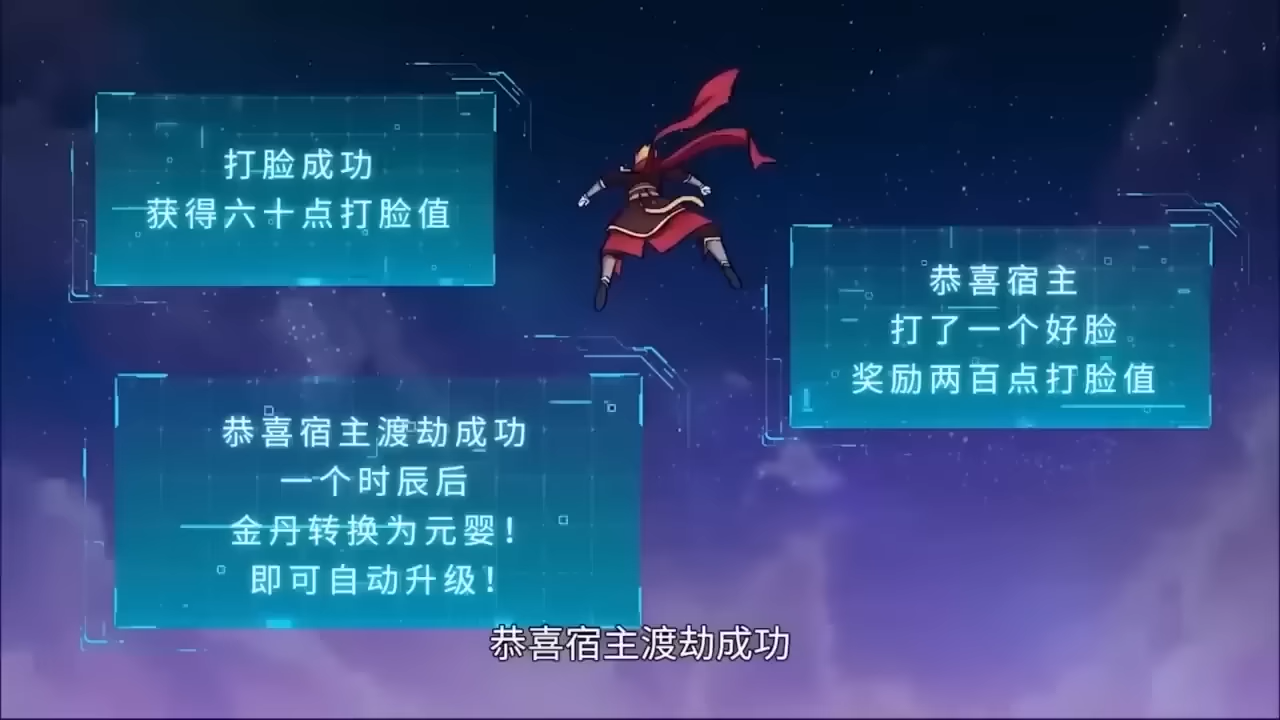 打脸成功
获得六十点打脸值
恭喜宿主
打了一个好脸
奖励两百点打脸值
恭喜宿主渡劫成功
一个时辰后
金丹转换为元婴！
即可自动升级！
恭喜宿主渡劫成功